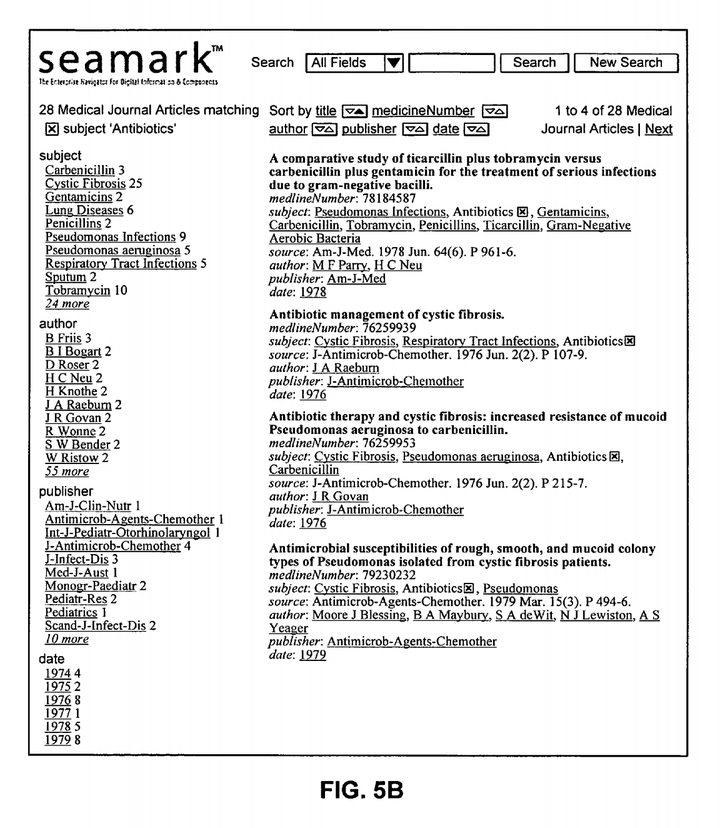 seamark™
The Enterprise Navigator For Digital Information & Components
Search All Fields Search New Search
28 Medical Journal Articles matching
subject 'Antibiotics'
Sort by title medicineNumber
author publisher date
1 to 4 of 28 Medical
Journal Articles | Next
subject
Carbenicillin 3
Cystic Fibrosis 25
Gentamicins 2
Lung Diseases 6
Penicillins 2
Pseudomonas Infections 9
Pseudomonas aeruginosa 5
Respiratory Tract Infections 5
Sputum 2
Tobramycin 10
24 more
author
B Friis 3
B I Bogart 2
D Roser 2
H C Neu 2
H Knothe 2
J A Raeburn 2
J R Govan 2
R Wonne 2
S W Bender 2
W Ristow 2
55 more
publisher
Am-J-Clin-Nutr 1
Antimicrob-Agents-Chemother 1
Int-J-Pediatr-Otorhinolaryngol 1
J-Antimicrob-Chemother 4
J-Infect-Dis 3
Med-J-Aust 1
Monogr-Paediatr 2
Pediatr-Res 2
Pediatrics 1
Scand-J-Infect-Dis 2
10 more
date
1974 4
1975 2
1976 8
1977 1
1978 5
1979 8
A comparative study of ticarcillin plus tobramycin versus
carbenicillin plus gentamicin for the treatment of serious infections
due to gram-negative bacilli.
medlineNumber: 78184587
subject: Pseudomonas Infections, Antibiotics, Gentamicins,
Carbenicillin, Tobramycin, Penicillins, Ticarcillin, Gram-Negative
Aerobic Bacteria
source: Am-J-Med. 1978 Jun. 64(6). P 961-6.
author: M F Parry, H C Neu
publisher: Am-J-Med
date: 1978
Antibiotic management of cystic fibrosis.
medlineNumber: 76259939
subject: Cystic Fibrosis, Respiratory Tract Infections, Antibiotics
source: J-Antimicrob-Chemother. 1976 Jun. 2(2). P 107-9.
author: J A Raeburn
publisher: J-Antimicrob-Chemother
date: 1976
Antibiotic therapy and cystic fibrosis: increased resistance of mucoid
Pseudomonas aeruginosa to carbenicillin.
medlineNumber: 76259953
subject: Cystic Fibrosis, Pseudomonas aeruginosa, Antibiotics,
Carbenicillin
source: J-Antimicrob-Chemother. 1976 Jun. 2(2). P 215-7.
author: J R Govan
publisher: J-Antimicrob-Chemother
date: 1976
Antimicrobial susceptibilities of rough, smooth, and mucoid colony
types of Pseudomonas isolated from cystic fibrosis patients.
medlineNumber: 79230232
subject: Cystic Fibrosis, Antibiotics, Pseudomonas
source: Antimicrob-Agents-Chemother. 1979 Mar. 15(3). P 494-6.
author: Moore J Blessing, B A Maybury, S A deWit, N J Lewiston, A S
Yeager
publisher: Antimicrob-Agents-Chemother
date: 1979
FIG. 5B